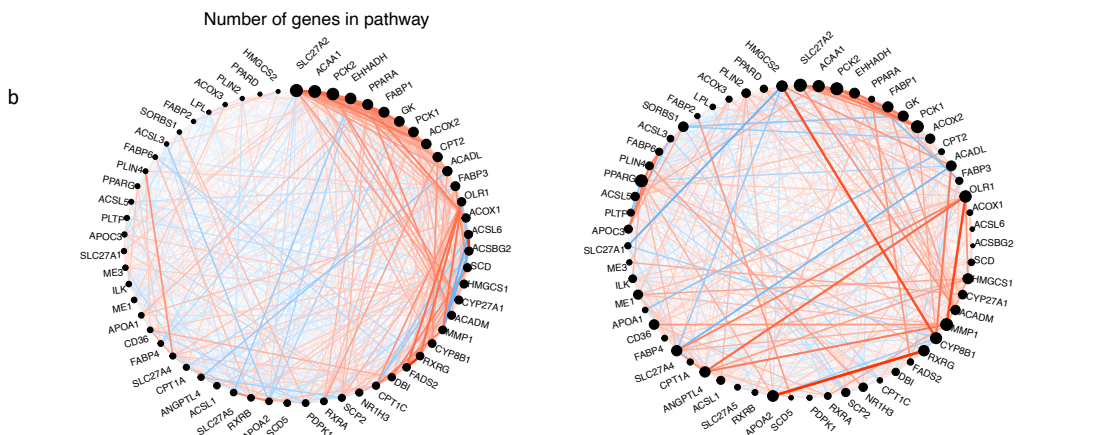 Number of genes in pathway
b
SLC27A2
ACAA1
PCK2
EHHADH
PPARA
FABP1
GK
PCK1
ACOX2
CPT2
ACADL
FABP3
OLR1
ACOX1
ACSL6
ACSBG2
SCD
HMGCS1
CYP27A1
ACADM
MMP1
CYP8B1
RXRG
FADS2
DBI
CPT1C
NR1H3
SCP2
RXRA
PDPK1
SCD5
APOA2
RXRB
SLC27A5
ACSL1
ANGPTL4
CPT1A
SLC27A4
FABP4
CD36
APOA1
ME1
ILK
ME3
SLC27A1
APOC3
PLTP
ACSL5
PPARG
PLIN4
FABP6
ACSL3
SORBS1
FABP2
LPL
ACOX3
PLIN2
PPARD
HMGCS2
SLC27A2
ACAA1
PCK2
EHHADH
PPARA
FABP1
GK
PCK1
ACOX2
CPT2
ACADL
FABP3
OLR1
ACOX1
ACSL6
ACSBG2
SCD
HMGCS1
CYP27A1
ACADM
MMP1
CYP8B1
RXRG
FADS2
DBI
CPT1C
NR1H3
SCP2
RXRA
PDPK1
SCD5
APOA2
RXRB
SLC27A5
ACSL1
ANGPTL4
CPT1A
SLC27A4
FABP4
CD36
APOA1
ME1
ILK
ME3
SLC27A1
APOC3
PLTP
ACSL5
PPARG
PLIN4
FABP6
ACSL3
SORBS1
FABP2
LPL
ACOX3
PLIN2
PPARD
HMGCS2